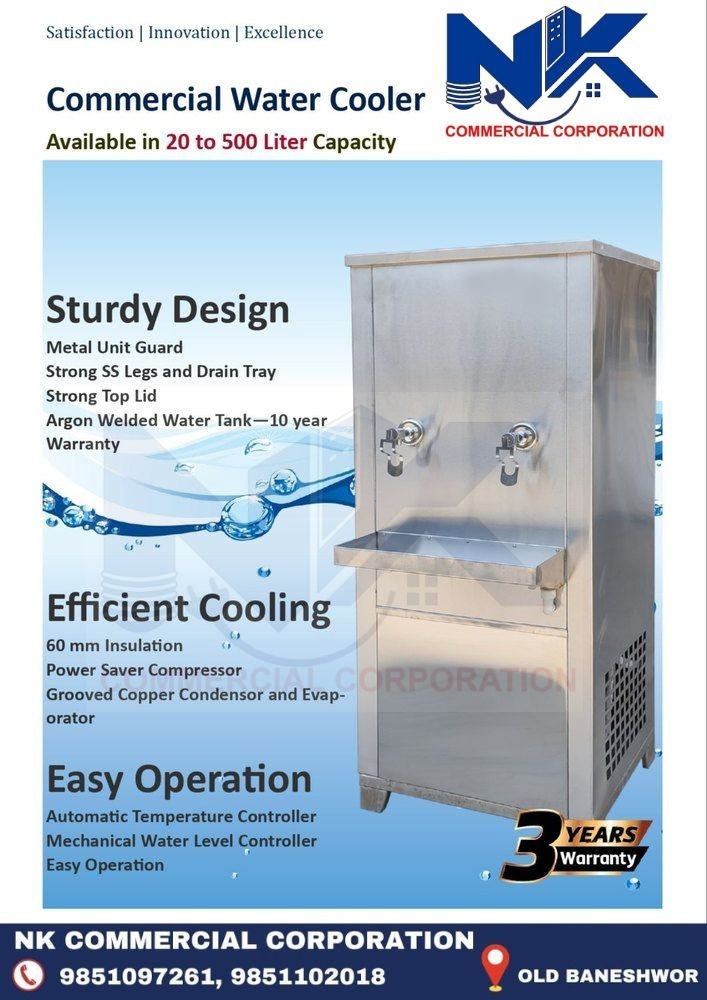 Satisfaction | Innovation | Excellence
NK
COMMERCIAL CORPORATION
Commercial Water Cooler
Available in 20 to 500 Liter Capacity
Sturdy Design
Metal Unit Guard
Strong SS Legs and Drain Tray
Strong Top Lid
Argon Welded Water Tank—10 year
Warranty
Efficient Cooling
60 mm Insulation
Power Saver Compressor
Grooved Copper Condensor and Evap-
orator
NK
COMMERCIAL CORPORATION
Easy Operation
Automatic Temperature Controller
Mechanical Water Level Controller
Easy Operation
3 YEARS
Warranty
NK COMMERCIAL CORPORATION
9851097261, 9851102018
OLD BANESHWOR